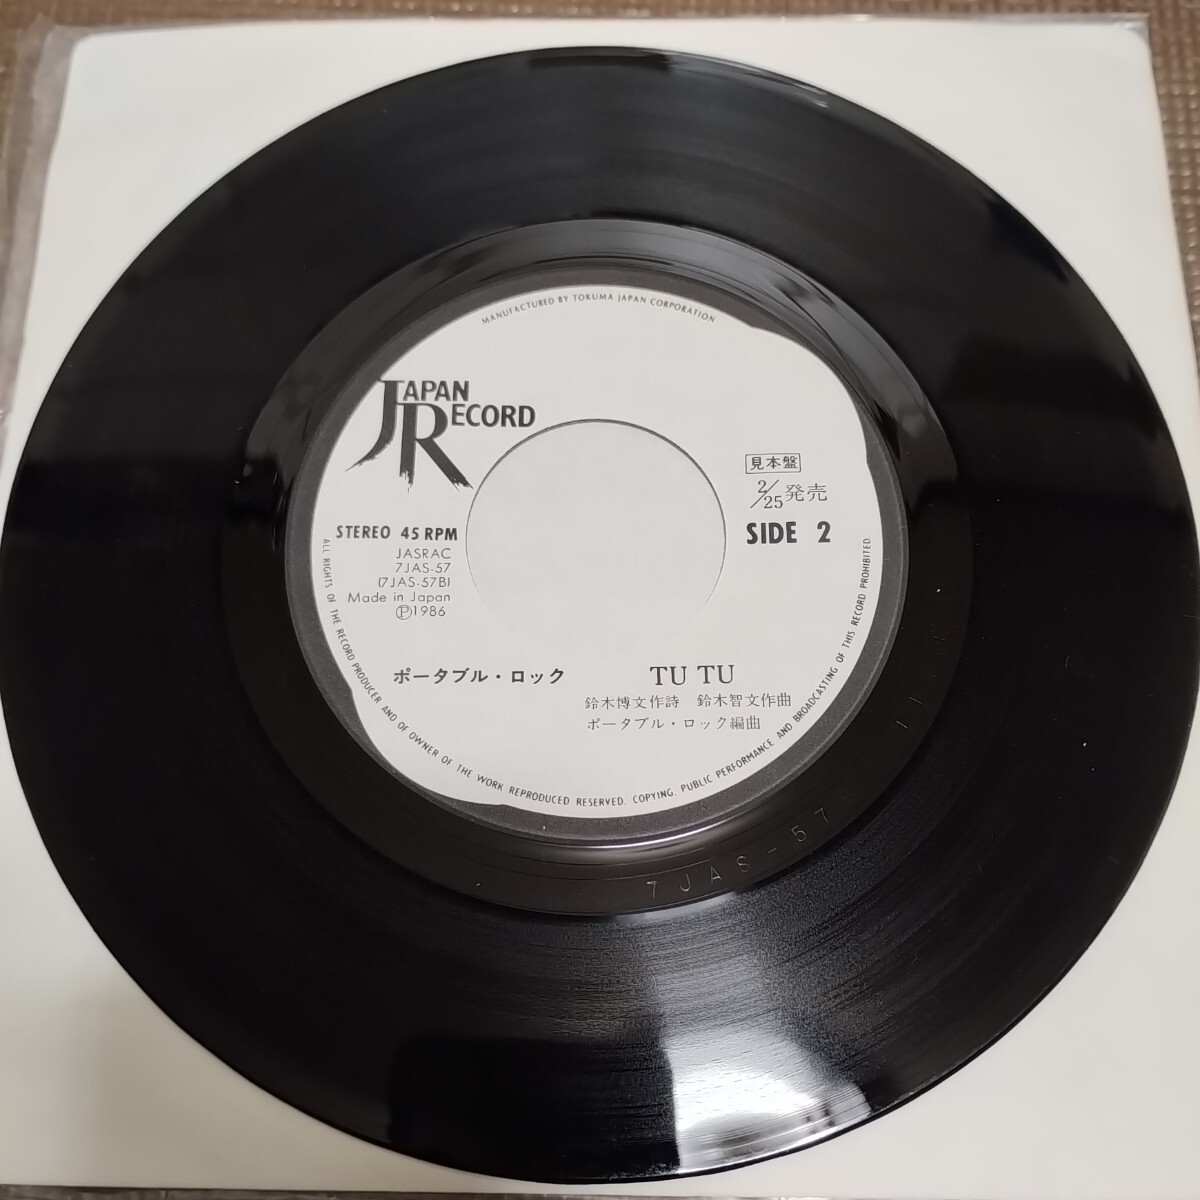 MANUFACTURED BY TOKUMA JAPAN CORPORATION
JAPAN
RECORD
見本盤
2/25発売
STEREO 45 RPM
SIDE 2
JASRAC
7JAS-57
(7JAS-57B)
Made in Japan
Ⓟ1986
ポータブル・ロック TU TU
鈴木博文作詩 鈴木智文作曲
ポータブル・ロック編曲
ALL RIGHTS OF THE RECORD PRODUCER AND OF OWNER OF THE WORK REPRODUCED RESERVED. COPYING, PUBLIC PERFORMANCE AND BROADCASTING OF THIS RECORD PROHIBITED
7JAS-57